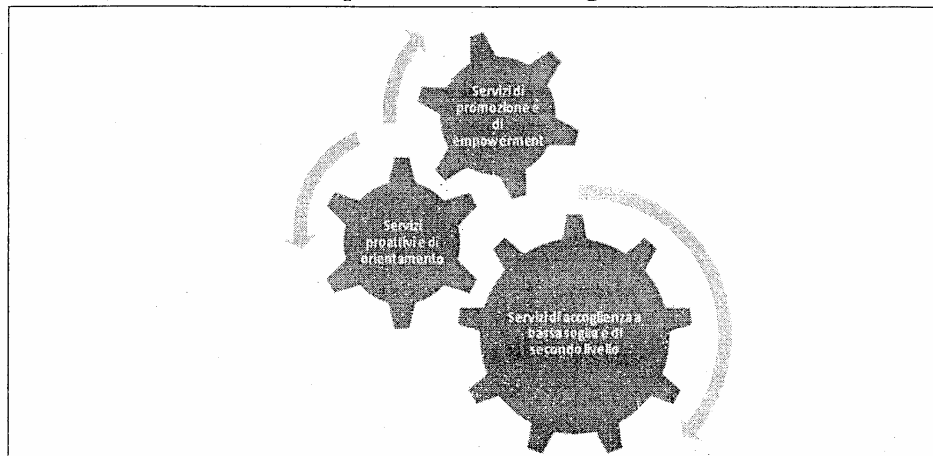 Servizi di
promozione e
di
empowerment
Servizi
proattivi e di
orientamento
Servizi di accoglienza a
bassa soglia e di
secondo livello